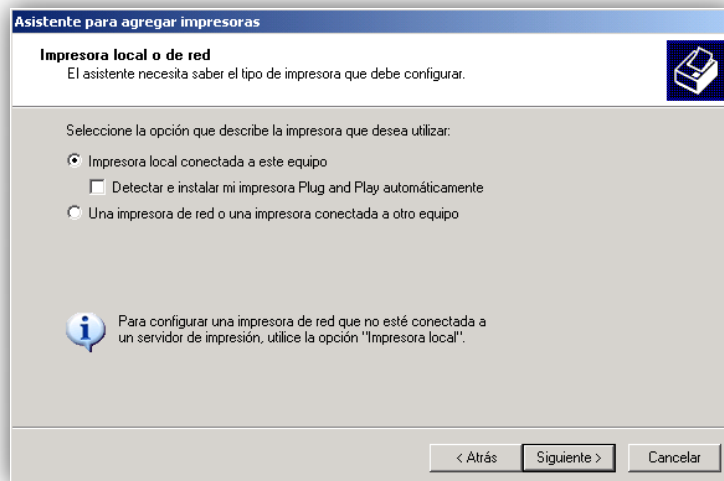 Asistente para agregar impresoras
Impresora local o de red
El asistente necesita saber el tipo de impresora que debe configurar.
Seleccione la opción que describe la impresora que desea utilizar:
Impresora local conectada a este equipo
Detectar e instalar mi impresora Plug and Play automáticamente
Una impresora de red o una impresora conectada a otro equipo
Para configurar una impresora de red que no esté conectada a
un servidor de impresión, utilice la opción "Impresora local".
< Atrás
Siguiente >
Cancelar